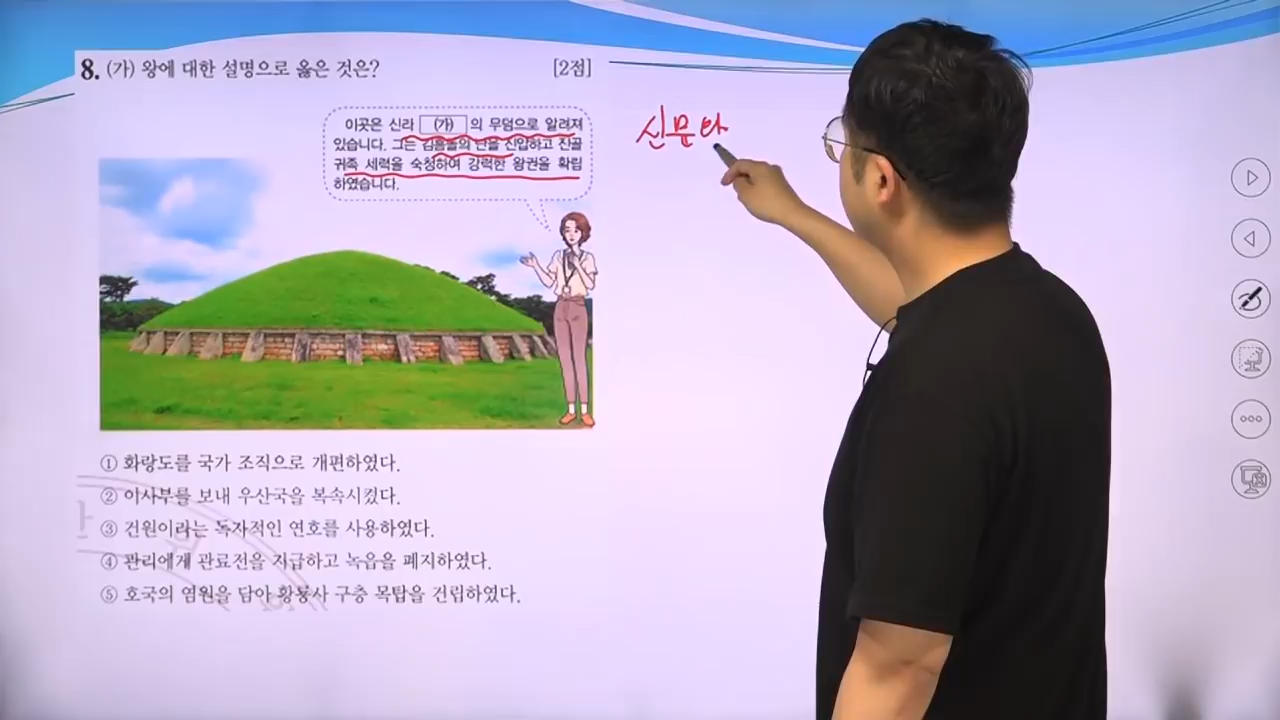 8. (가) 왕에 대한 설명으로 옳은 것은? [2점]
이곳은 신라 (가) 의 무덤으로 알려져
있습니다. 그는 김흠돌의 난을 진압하고 진골
귀족 세력을 숙청하여 강력한 왕권을 확립
하였습니다.
신문
① 화랑도를 국가 조직으로 개편하였다.
② 이사부를 보내 우산국을 복속시켰다.
③ 건원이라는 독자적인 연호를 사용하였다.
④ 관리에게 관료전을 지급하고 녹읍을 폐지하였다.
⑤ 호국의 염원을 담아 황룡사 구층 목탑을 건립하였다.